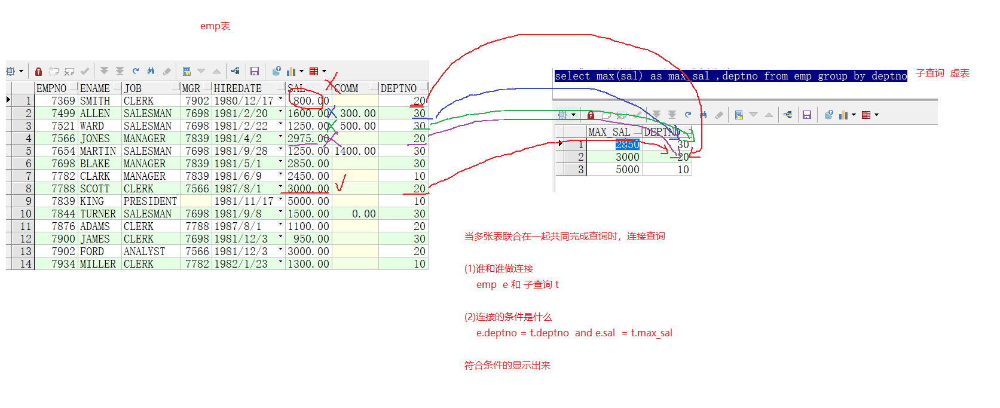 emp表
EMPNO ENAME JOB MGR HIREDATE SAL COMM DEPTNO
1 7369 SMITH CLERK 7902 1980/12/17 800.00 20
2 7499 ALLEN SALESMAN 7698 1981/2/20 1600.00 300.00 30
3 7521 WARD SALESMAN 7698 1981/2/22 1250.00 500.00 30
4 7566 JONES MANAGER 7839 1981/4/2 2975.00 20
5 7654 MARTIN SALESMAN 7698 1981/9/28 1250.00 1400.00 30
6 7698 BLAKE MANAGER 7839 1981/5/1 2850.00 30
7 7782 CLARK MANAGER 7839 1981/6/9 2450.00 10
8 7788 SCOTT CLERK 7566 1987/8/1 3000.00 20
9 7839 KING PRESIDENT 1981/11/17 5000.00 10
10 7844 TURNER SALESMAN 7698 1981/9/8 1500.00 0.00 30
11 7876 ADAMS CLERK 7788 1987/8/1 1100.00 20
12 7900 JAMES CLERK 7698 1981/12/3 950.00 30
13 7902 FORD ANALYST 7566 1981/12/3 3000.00 20
14 7934 MILLER CLERK 7782 1982/1/23 1300.00 10
select max(sal) as max_sal ,deptno from emp group by deptno
子查询 虚表
MAX_SAL DEPTNO
1 2850 30
2 3000 20
3 5000 10
当多张表联合在一起共同完成查询时，连接查询
(1)谁和谁做连接
emp e 和 子查询 t
(2)连接的条件是什么
e.deptno = t.deptno and e.sal = t.max_sal
符合条件的显示出来